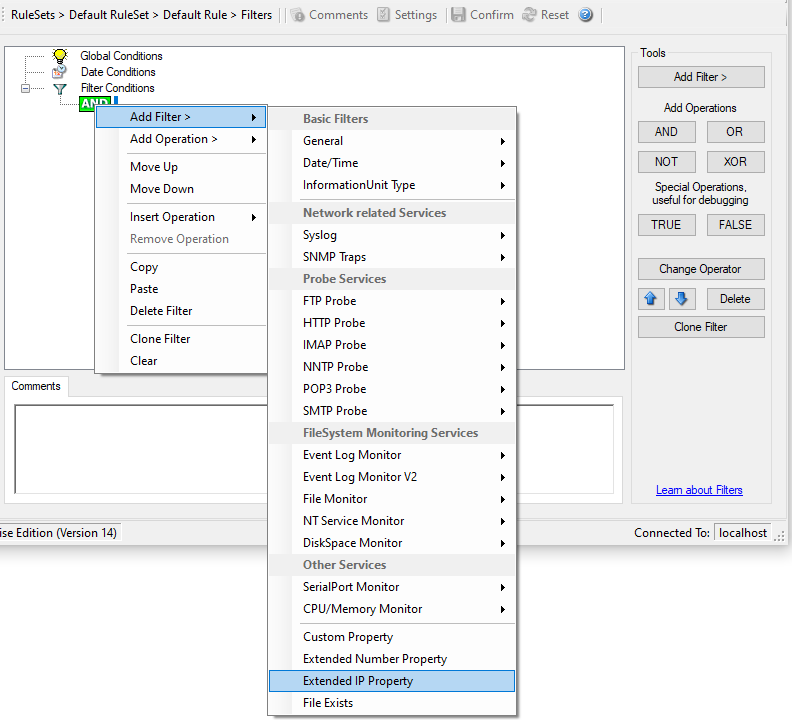 RuleSets > Default RuleSet > Default Rule > Filters Comments Settings Confirm Reset
Global Conditions
Date Conditions
Filter Conditions
AND
Add Filter >
Add Operation >
Move Up
Move Down
Insert Operation
Remove Operation
Copy
Paste
Delete Filter
Clone Filter
Clear
Basic Filters
General
Date/Time
InformationUnit Type
Network related Services
Syslog
SNMP Traps
Probe Services
FTP Probe
HTTP Probe
IMAP Probe
NNTP Probe
POP3 Probe
SMTP Probe
FileSystem Monitoring Services
Event Log Monitor
Event Log Monitor V2
File Monitor
NT Service Monitor
DiskSpace Monitor
Other Services
SerialPort Monitor
CPU/Memory Monitor
Custom Property
Extended Number Property
Extended IP Property
File Exists
Tools
Add Filter >
Add Operations
AND OR
NOT XOR
Special Operations,
useful for debugging
TRUE FALSE
Change Operator
Delete
Clone Filter
Learn about Filters
Comments
ise Edition (Version 14)
Connected To: localhost